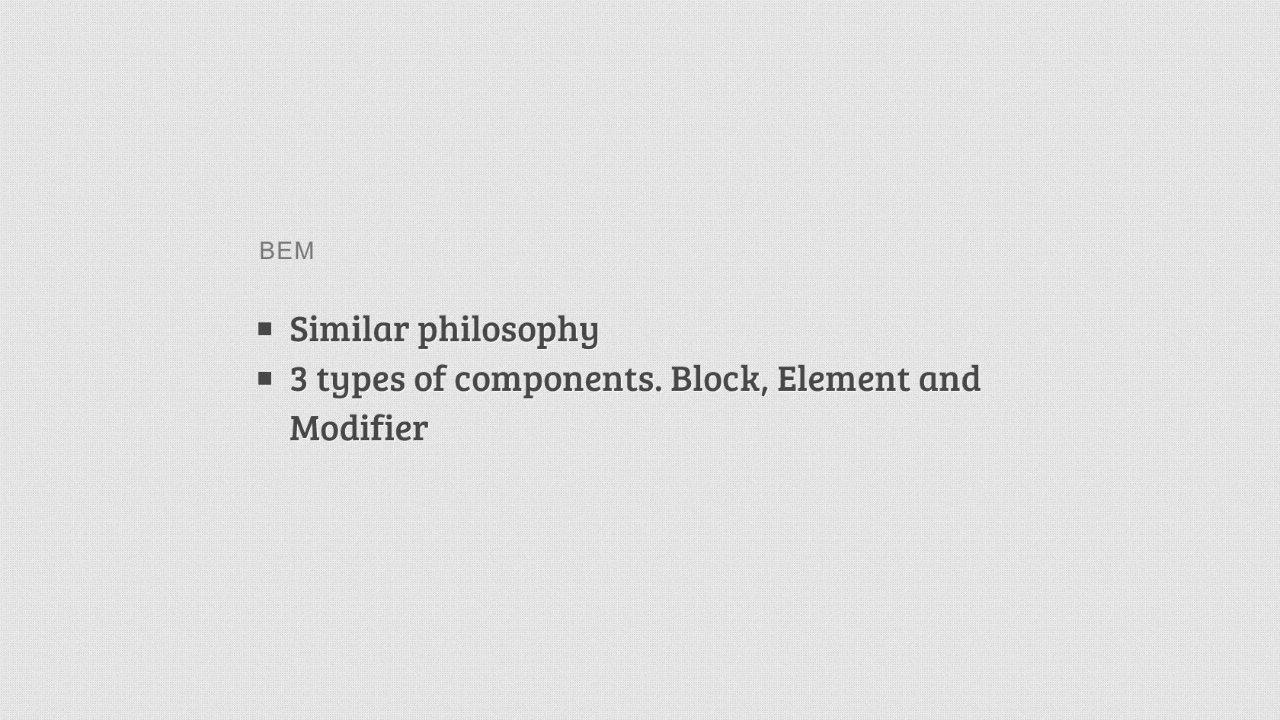 BEM
Similar philosophy
3 types of components. Block, Element and
Modifier